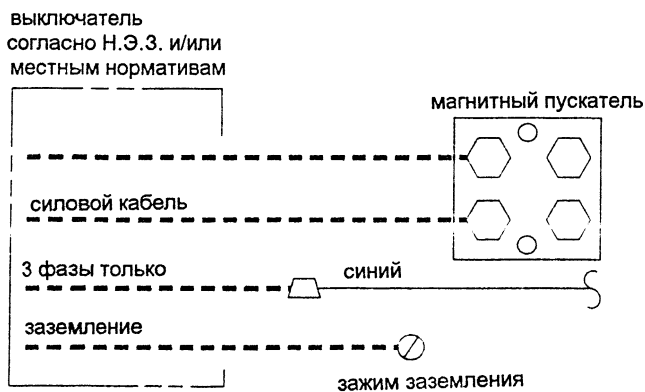 выключатель
согласно Н.Э.З. и/или
местным нормативам
магнитный пускатель
силовой кабель
3 фазы только
синий
заземление
зажим заземления